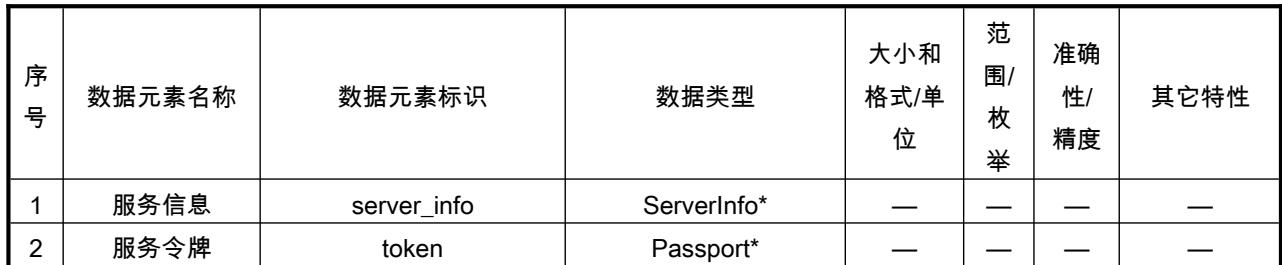 序号 数据元素名称 数据元素标识 数据类型 大小和格式/单位 范围/枚举 准确性/精度 其它特性
1 服务信息 server_info ServerInfo* — — — —
2 服务令牌 token Passport* — — — —